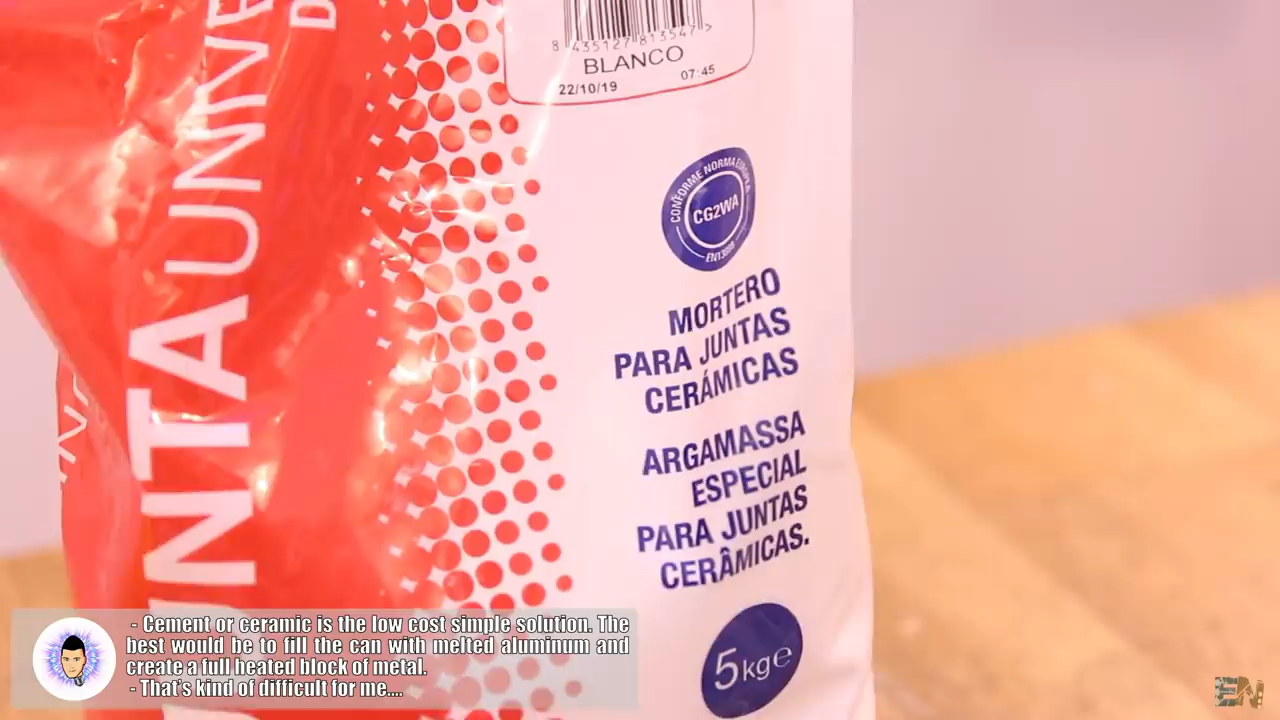 8 435127 813547 >
BLANCO
22/10/19 07:45
CONFORME NORMA EUROPEA
CG2WA
EN13888
MORTERO
PARA JUNTAS
CERÁMICAS
ARGAMASSA
ESPECIAL
PARA JUNTAS
CERÂMICAS.
5kge
- Cement or ceramic is the low cost simple solution. The
best would be to fill the can with melted aluminum and
create a full heated block of metal.
- That's kind of difficult for me....
EN